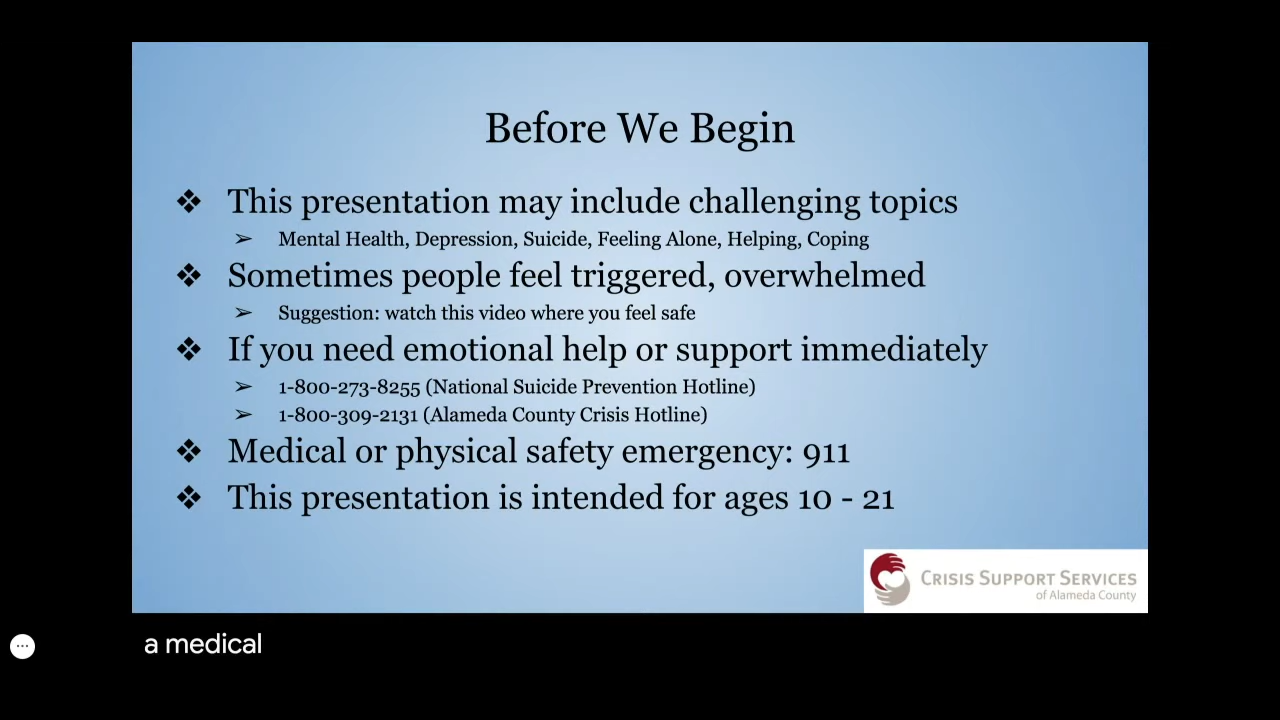 Before We Begin
❖ This presentation may include challenging topics
➢ Mental Health, Depression, Suicide, Feeling Alone, Helping, Coping
❖ Sometimes people feel triggered, overwhelmed
➢ Suggestion: watch this video where you feel safe
❖ If you need emotional help or support immediately
➢ 1-800-273-8255 (National Suicide Prevention Hotline)
➢ 1-800-309-2131 (Alameda County Crisis Hotline)
❖ Medical or physical safety emergency: 911
❖ This presentation is intended for ages 10 - 21
CRISIS SUPPORT SERVICES
of Alameda County
a medical